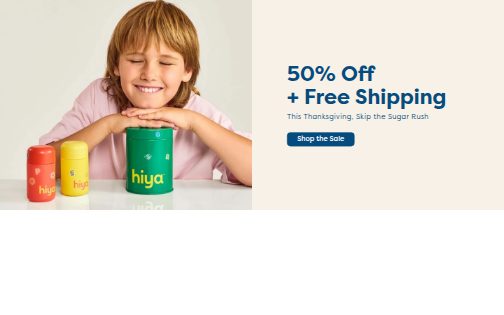 50% Off
+ Free Shipping
This Thanksgiving, Skip the Sugar Rush
Shop the Sale
hiya
hiya
hiya